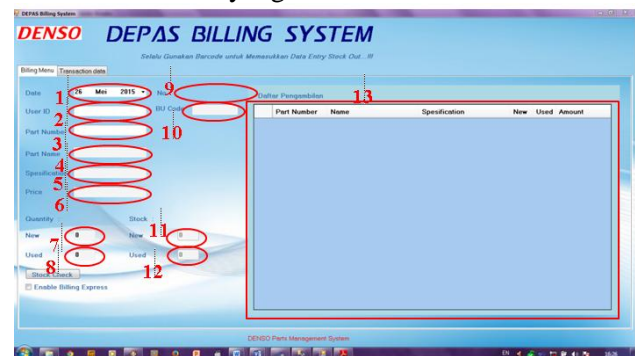 DEPAS Billing System
DENSO DEPAS BILLING SYSTEM
Selalu Gunakan Barcode untuk Memasukkan Data Entry Stock Out..!!!
Billing Menu Transaction data
Date 1 26 Mei 2015 9 13
Daftar Pengambilan
User ID 2 BU Code 10
Part Number Name Spesification New Used Amount
Part Number 3
Part Name 4
Spesification 5
Price 6
Quantity Stock
New 7 0 New 11 0
Used 8 0 Used 12 0
Stock Check
Enable Billing Express
DENSO Parts Management System
EN